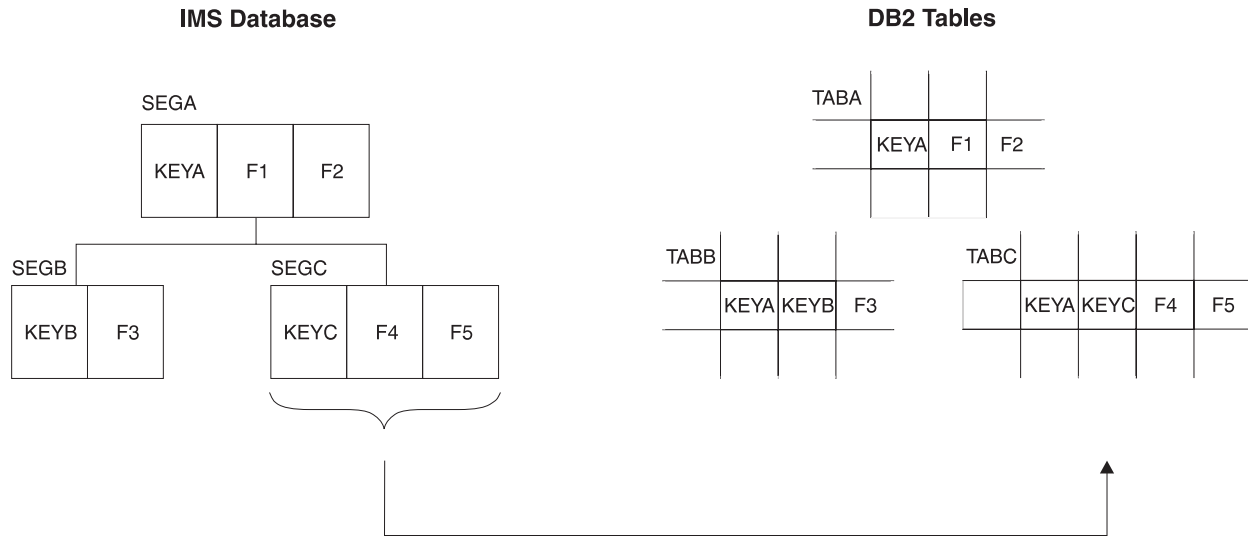 IMS Database
DB2 Tables
SEGA
KEYA F1 F2
SEGB
KEYB F3
SEGC
KEYC F4 F5
TABA
KEYA F1 F2
TABB
KEYA KEYB F3
TABC
KEYA KEYC F4 F5